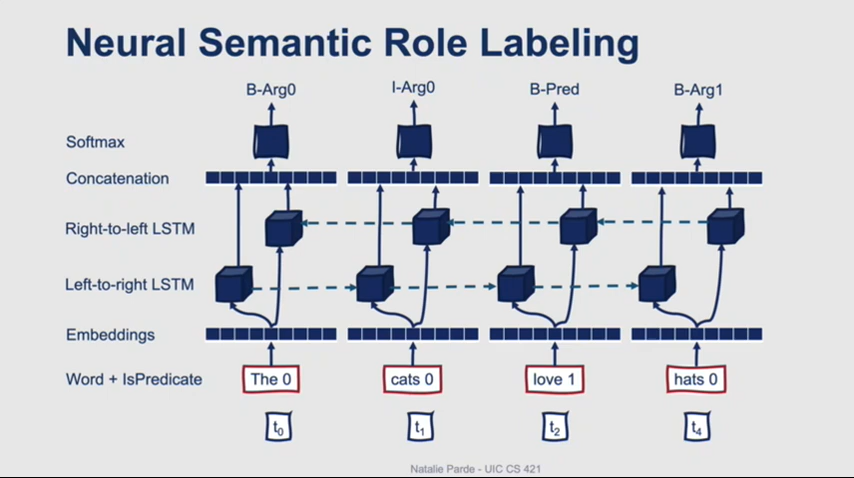 Neural Semantic Role Labeling
B-Arg0 I-Arg0 B-Pred B-Arg1
Softmax
Concatenation
Right-to-left LSTM
Left-to-right LSTM
Embeddings
Word + IsPredicate The 0 cats 0 love 1 hats 0
t0 t1 t2 t4
Natalie Parde - UIC CS 421